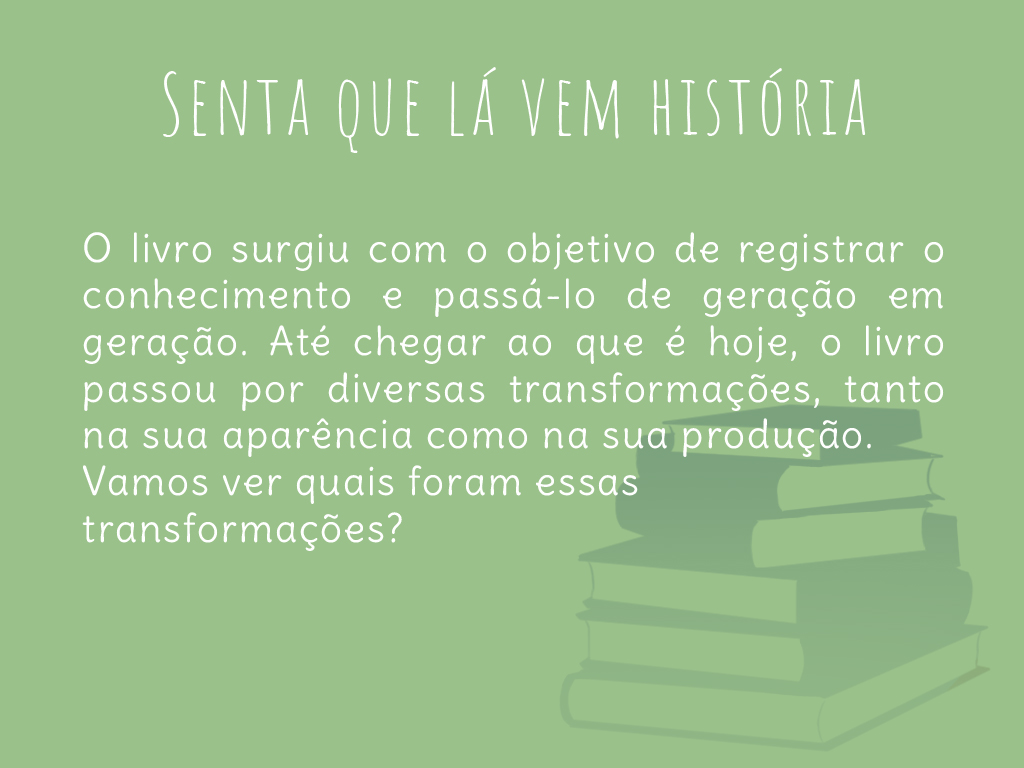 Senta que lá vem história
O livro surgiu com o objetivo de registrar o
conhecimento e passá-lo de geração em
geração. Até chegar ao que é hoje, o livro
passou por diversas transformações, tanto
na sua aparência como na sua produção.
Vamos ver quais foram essas
transformações?